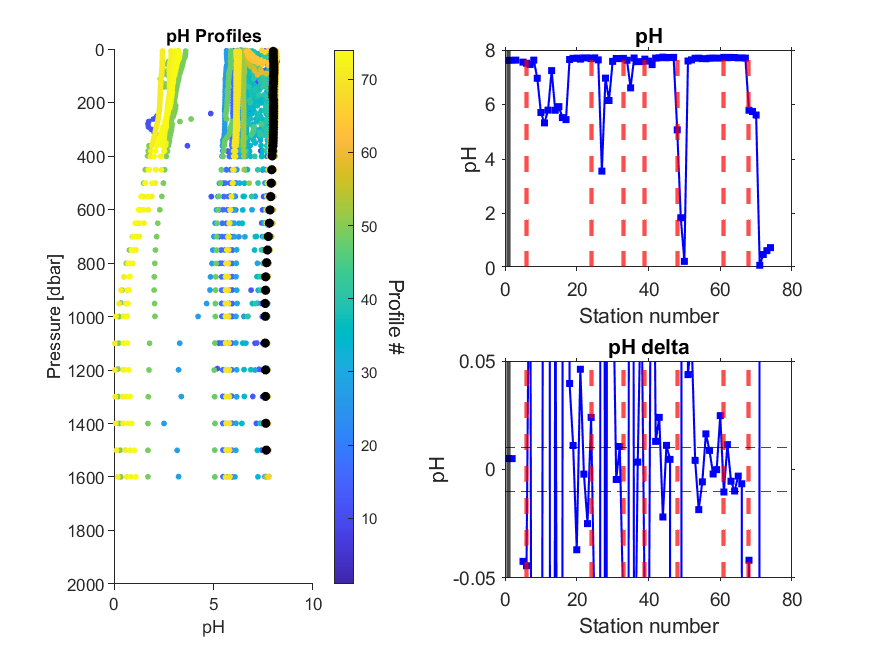 pH Profiles
0
200
400
600
800
1000
1200
1400
1600
1800
2000
Pressure [dbar]
0 5 10
pH
70
60
50
40
30
20
10
Profile #
pH
8
6
4
2
0
pH
0 20 40 60 80
Station number
pH delta
0.05
0
-0.05
pH
0 20 40 60 80
Station number